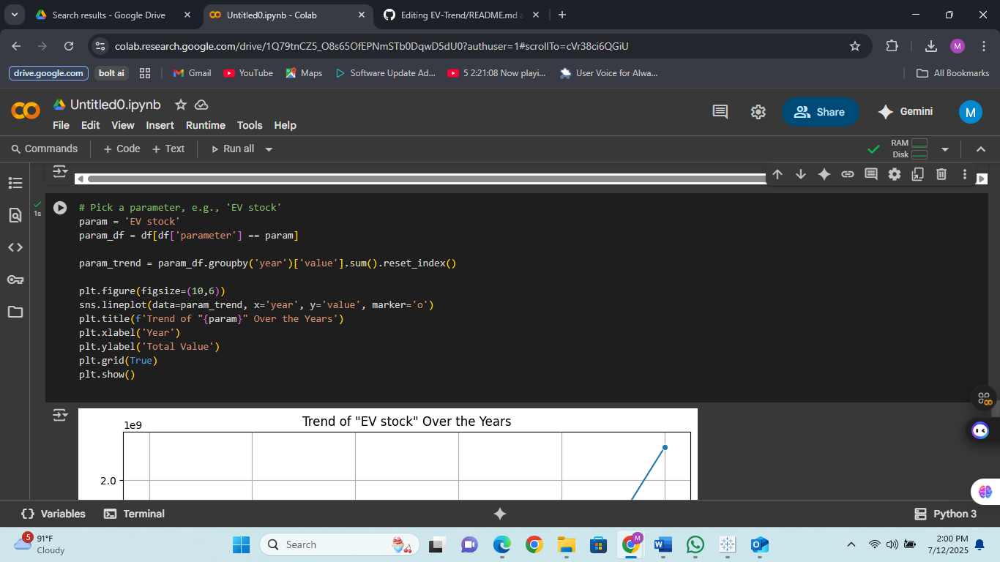 Search results - Google Drive
Untitled0.ipynb - Colab
Editing EV-Trend/README.md a
colab.research.google.com/drive/1Q79tnCZ5_O8s65OfEPNmSTb0DqwD5dU0?authuser=1#scrollTo=cVr38ci6QGiU
M
drive.google.com
bolt ai
Gmail
YouTube
Maps
Software Update Ad...
5 2:21:08 Now playi...
User Voice for Alwa...
All Bookmarks
Untitled0.ipynb
File Edit View Insert Runtime Tools Help
Share
Gemini
M
Commands
+ Code + Text
Run all
RAM
Disk
1s
# Pick a parameter, e.g., 'EV stock'
param = 'EV stock'
param_df = df[df['parameter'] == param]
param_trend = param_df.groupby('year')['value'].sum().reset_index()
plt.figure(figsize=(10,6))
sns.lineplot(data=param_trend, x='year', y='value', marker='o')
plt.title(f'Trend of "{param}" Over the Years')
plt.xlabel('Year')
plt.ylabel('Total Value')
plt.grid(True)
plt.show()
Trend of "EV stock" Over the Years
1e9
2.0
{} Variables
Terminal
Python 3
5
91°F
Cloudy
Search
M
2:00 PM
7/12/2025